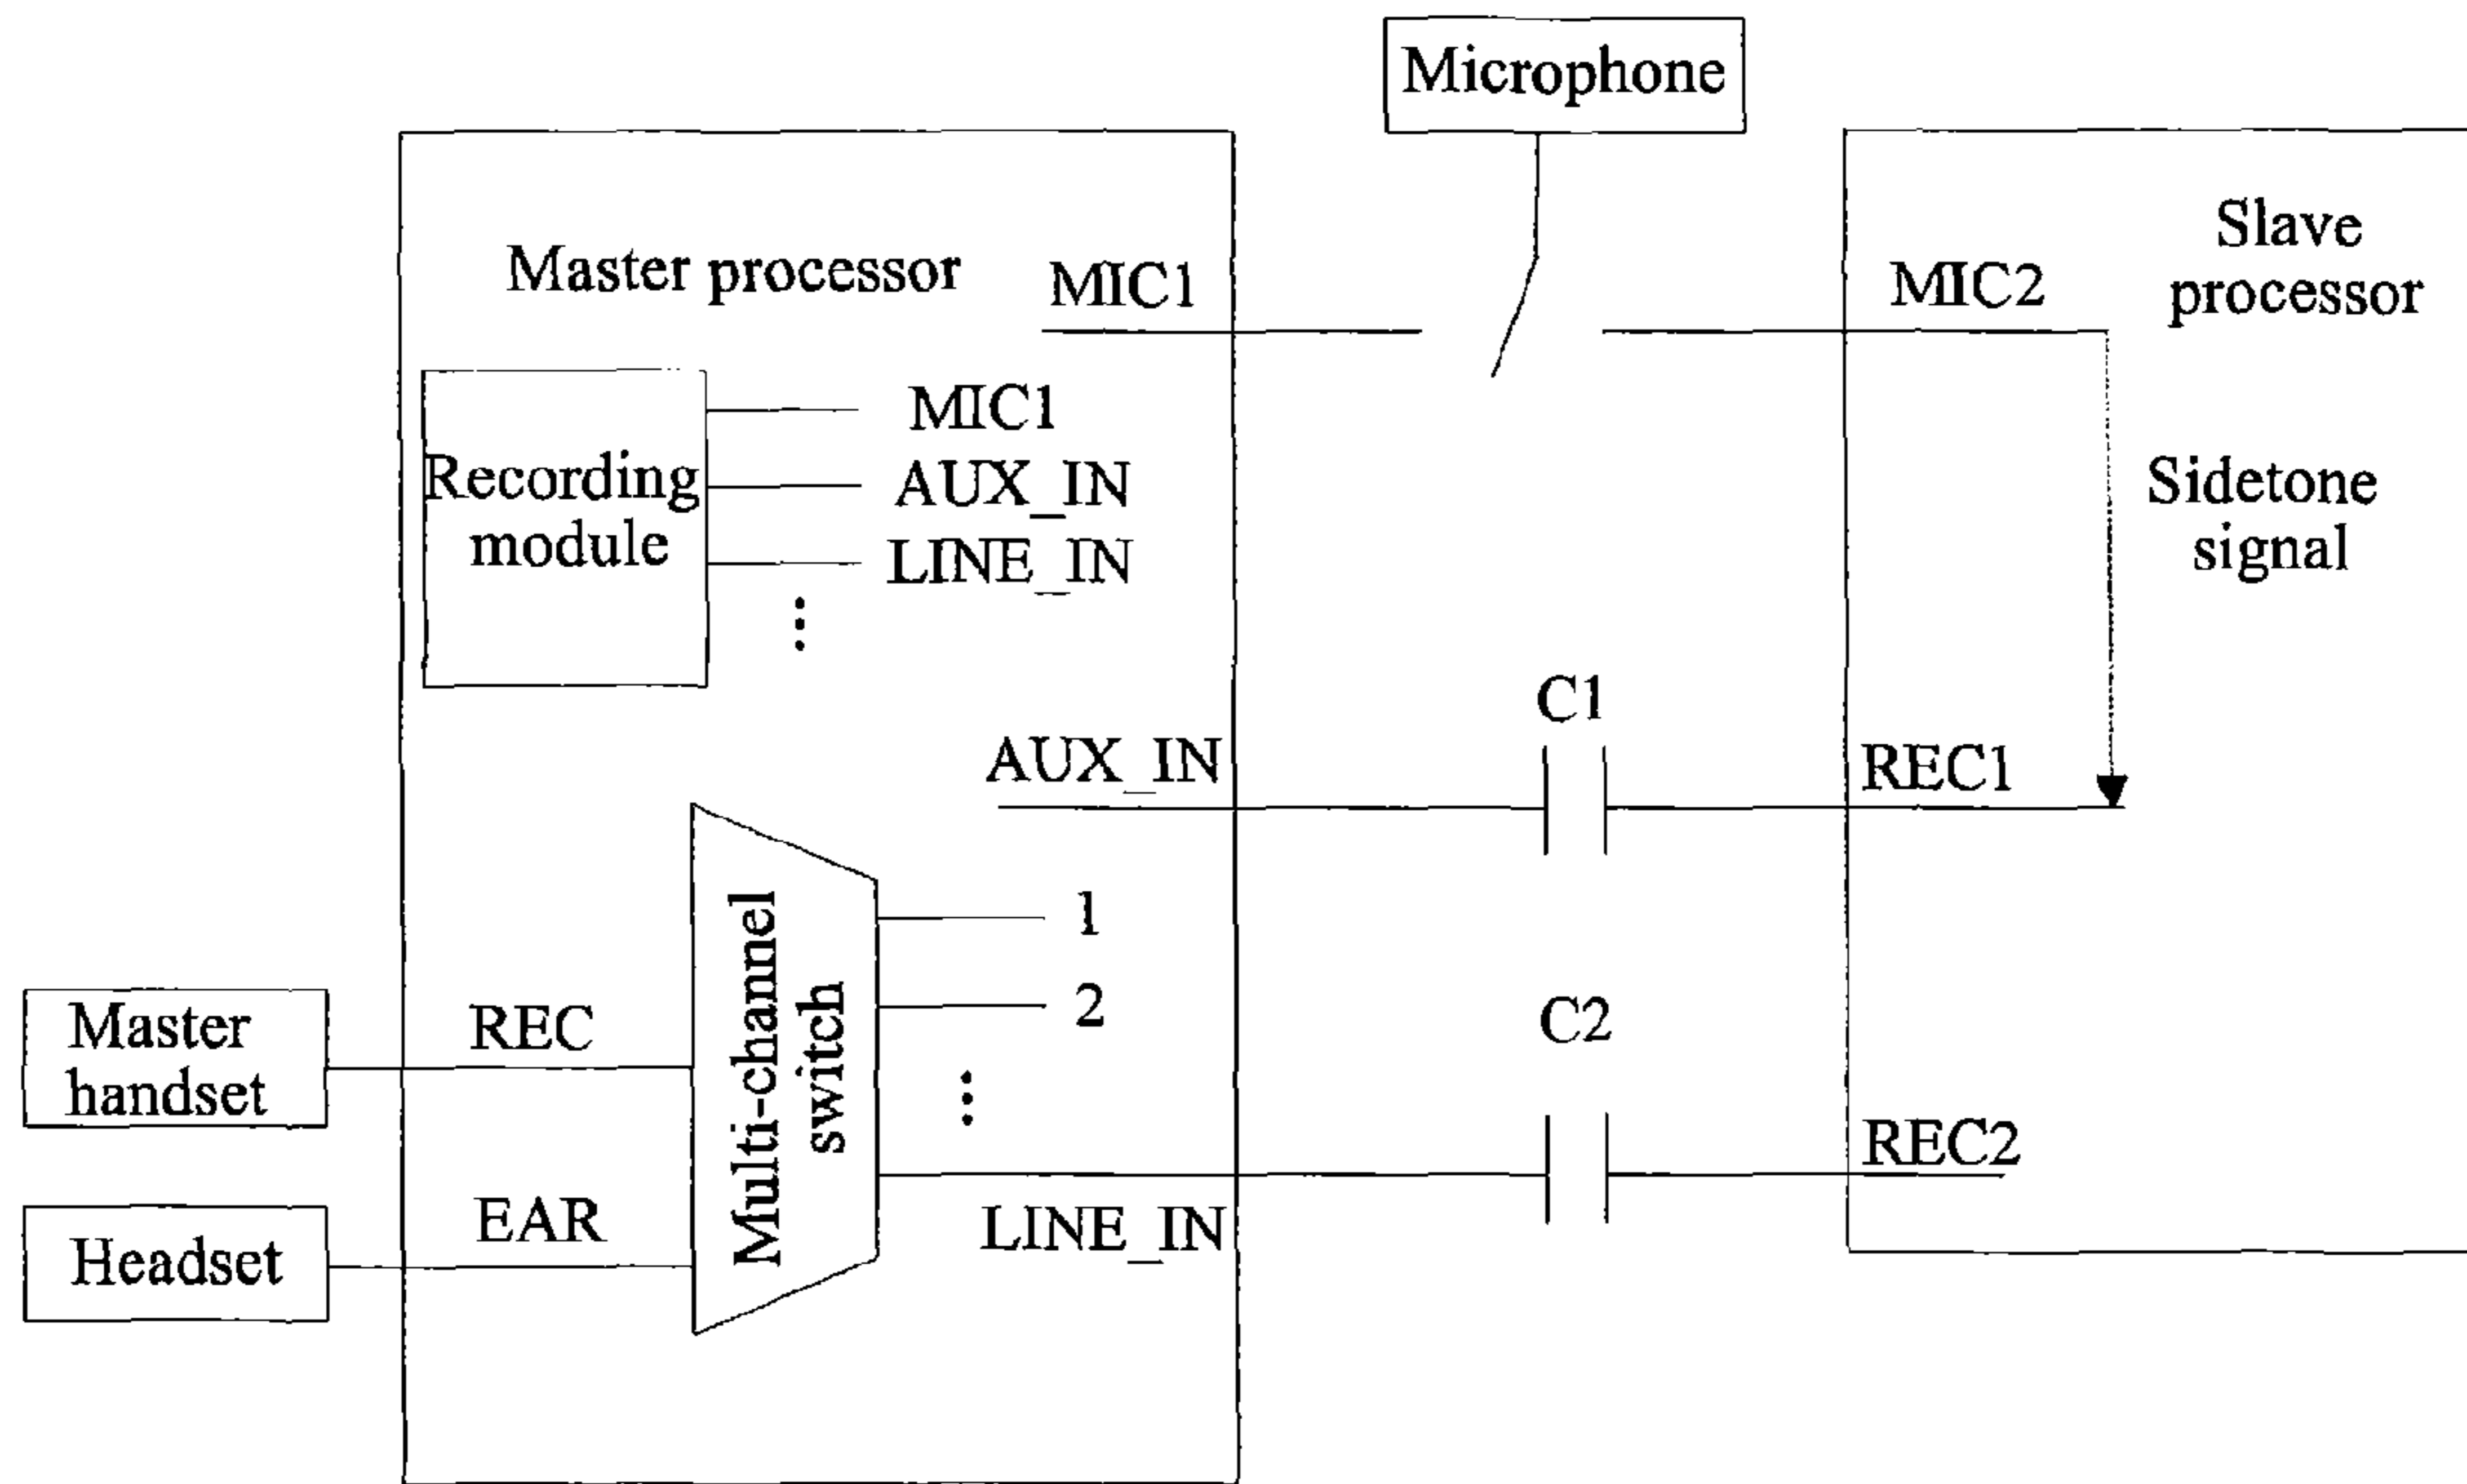 Microphone
Master processor
MIC1
MIC2
Slave
processor
Recording
module
MIC1
AUX_IN
LINE_IN
Sidetone
signal
C1
AUX_IN
REC1
Multi-channel
switch
1
2
C2
Master
handset
REC
REC2
Headset
EAR
LINE_IN